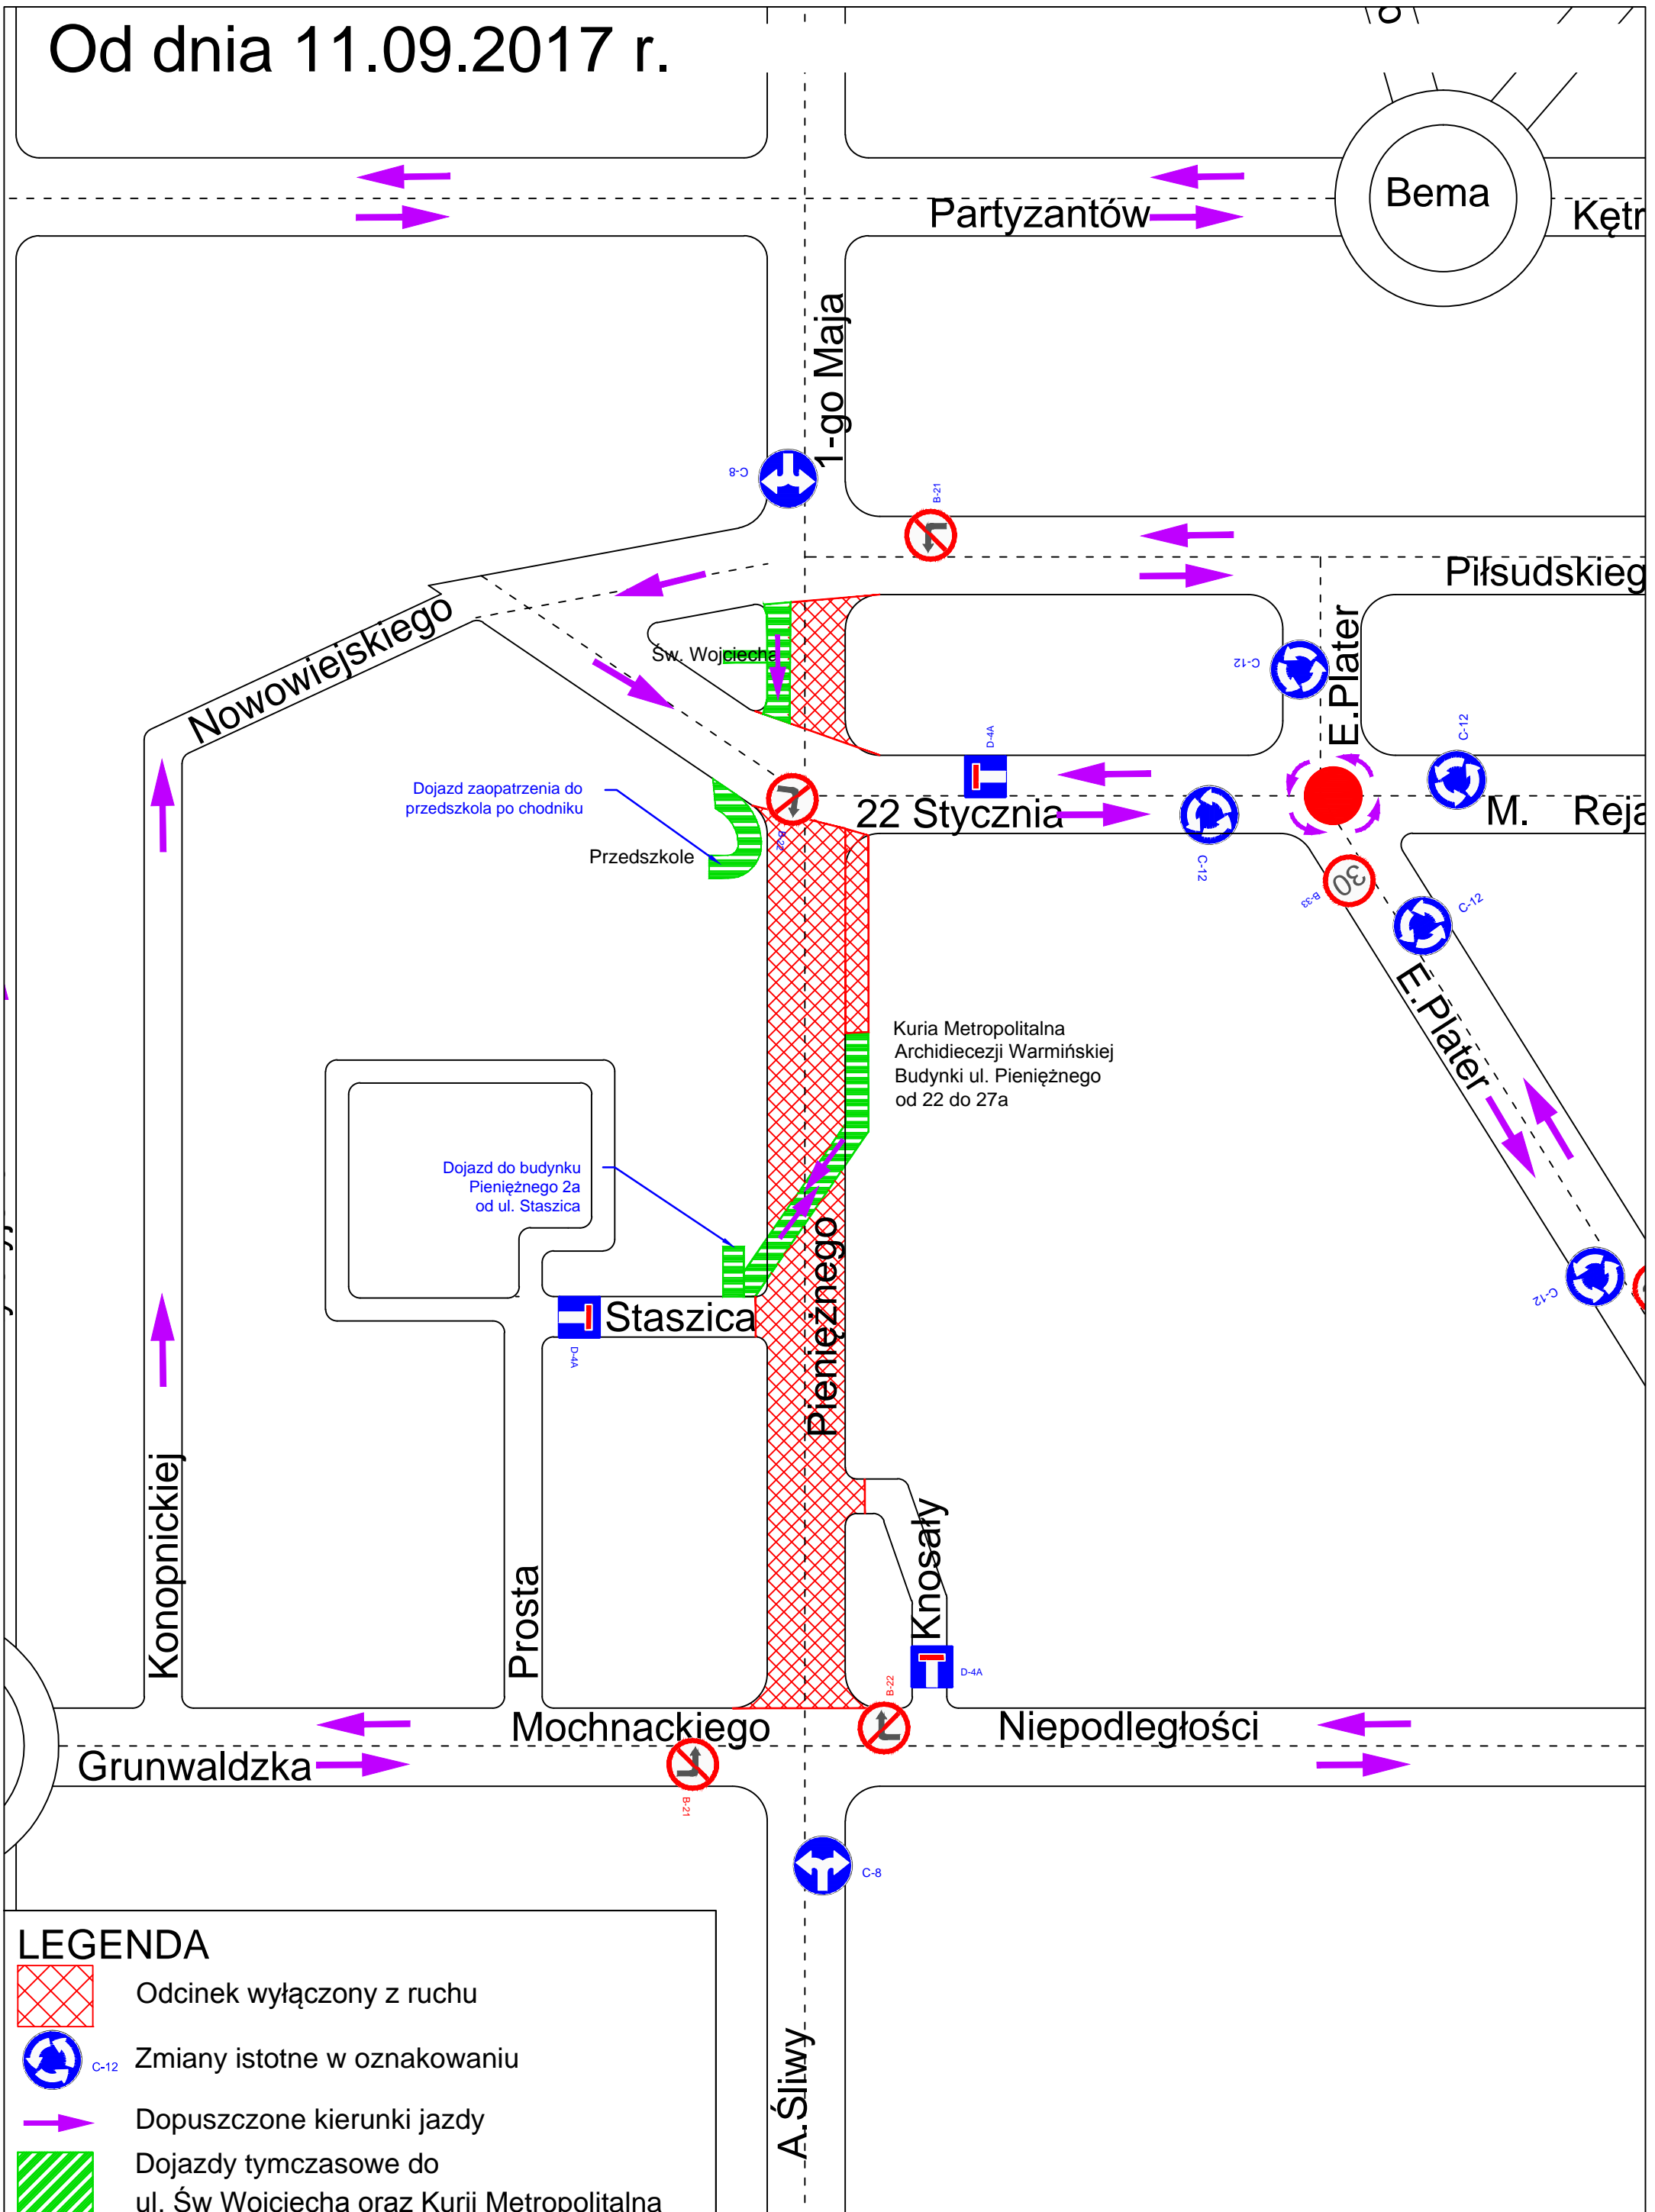 Od dnia 11.09.2017 r.
Bema
Partyzantów
Kętr
1-go Maja
C-8
B-21
Piłsudskieg
E.Plater
C-12
Św. Wojciecha
Nowowiejskiego
D-4A
C-12
22 Stycznia
M. Reja
Dojazd zaopatrzenia do
przedszkola po chodniku
Przedszkole
B-22
C-12
30
B-33
C-12
E.Plater
C-12
Kuria Metropolitalna
Archidiecezji Warmińskiej
Budynki ul. Pieniężnego
od 22 do 27a
Dojazd do budynku
Pieniężnego 2a
od ul. Staszica
Staszica
D-4A
Pieniężnego
Konopnickiej
Prosta
Knosały
D-4A
B-22
Mochnackiego
Niepodległości
Grunwaldzka
B-21
C-8
A.Śliwy
LEGENDA
Odcinek wyłączony z ruchu
C-12
Zmiany istotne w oznakowaniu
Dopuszczone kierunki jazdy
Dojazdy tymczasowe do
ul. Św Wojciecha oraz Kurii Metropolitalna